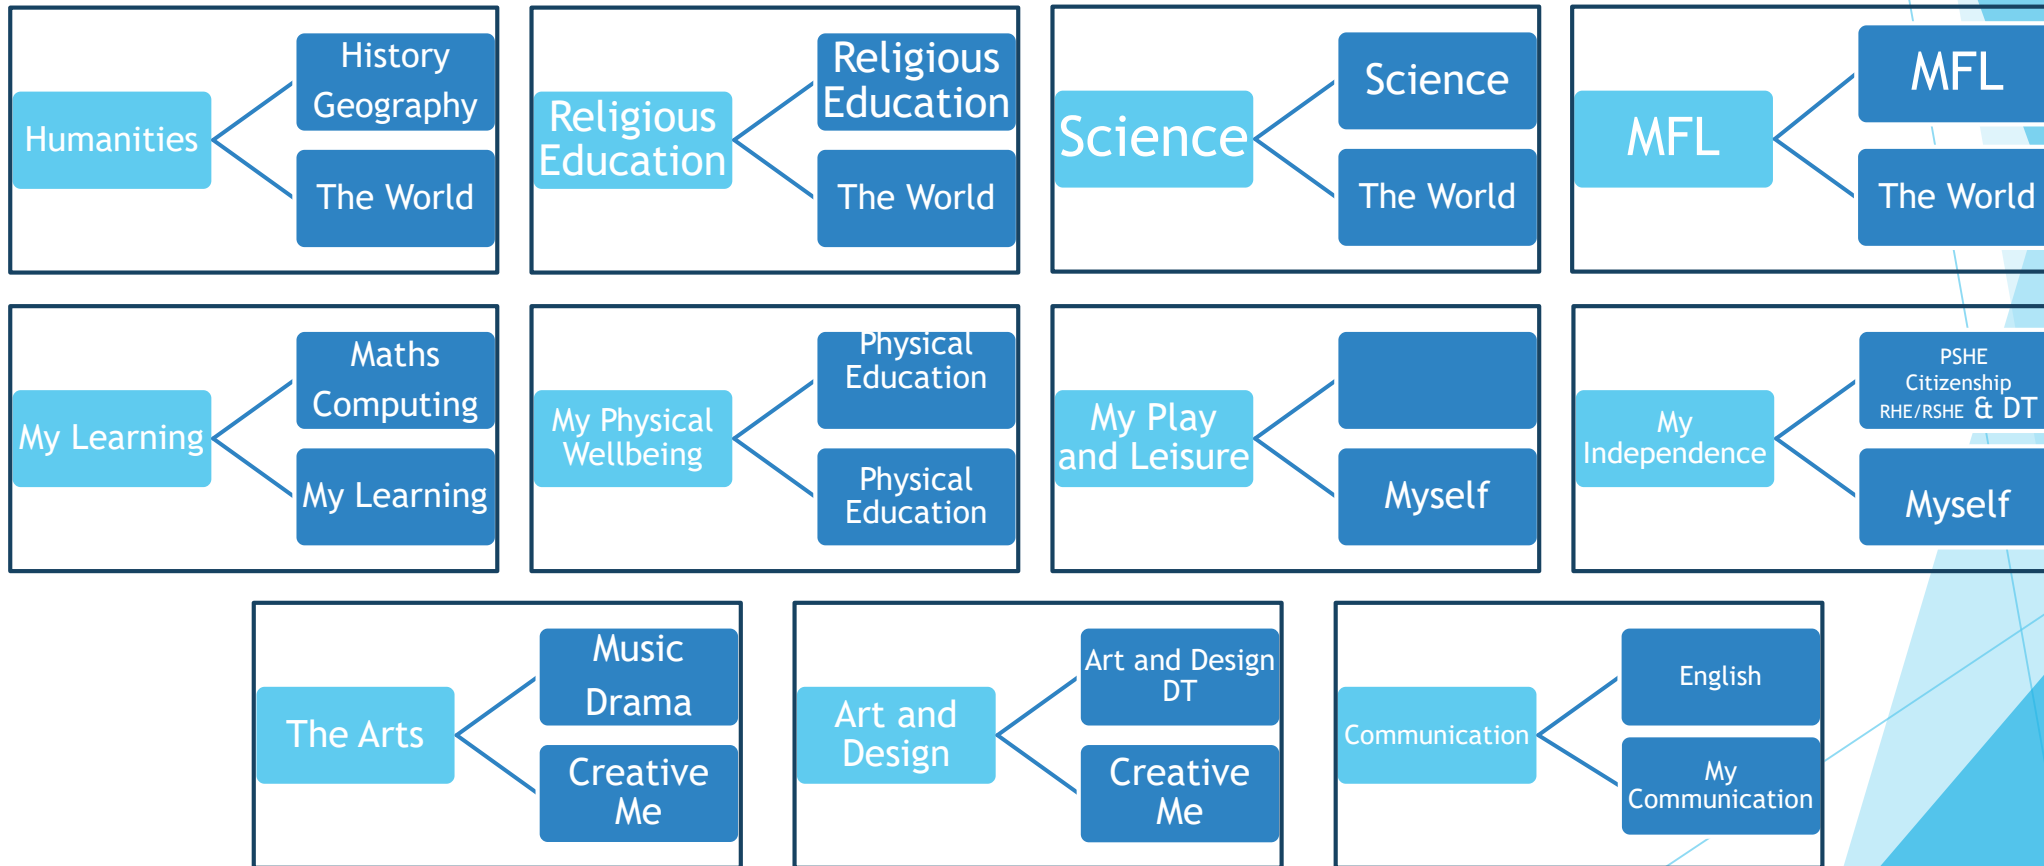 Humanities
History
Geography
The World
Religious
Education
Religious
Education
The World
Science
Science
The World
MFL
MFL
The World
My Learning
Maths
Computing
My Learning
My Physical
Wellbeing
Physical
Education
Physical
Education
My Play
and Leisure
Myself
My
Independence
PSHE
Citizenship
RHE/RSHE & DT
Myself
The Arts
Music
Drama
Creative
Me
Art and
Design
Art and Design
DT
Creative
Me
Communication
English
My
Communication